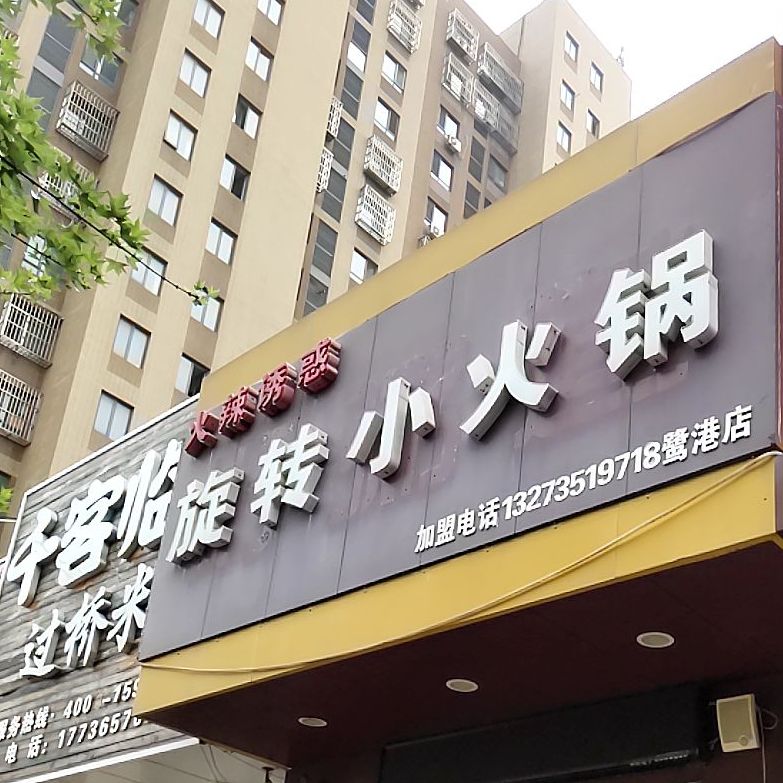 火辣诱惑
旋转小火锅
加盟电话13273519718鹭港店
千客临
过桥米
服务热线：400-759
电话：1773657